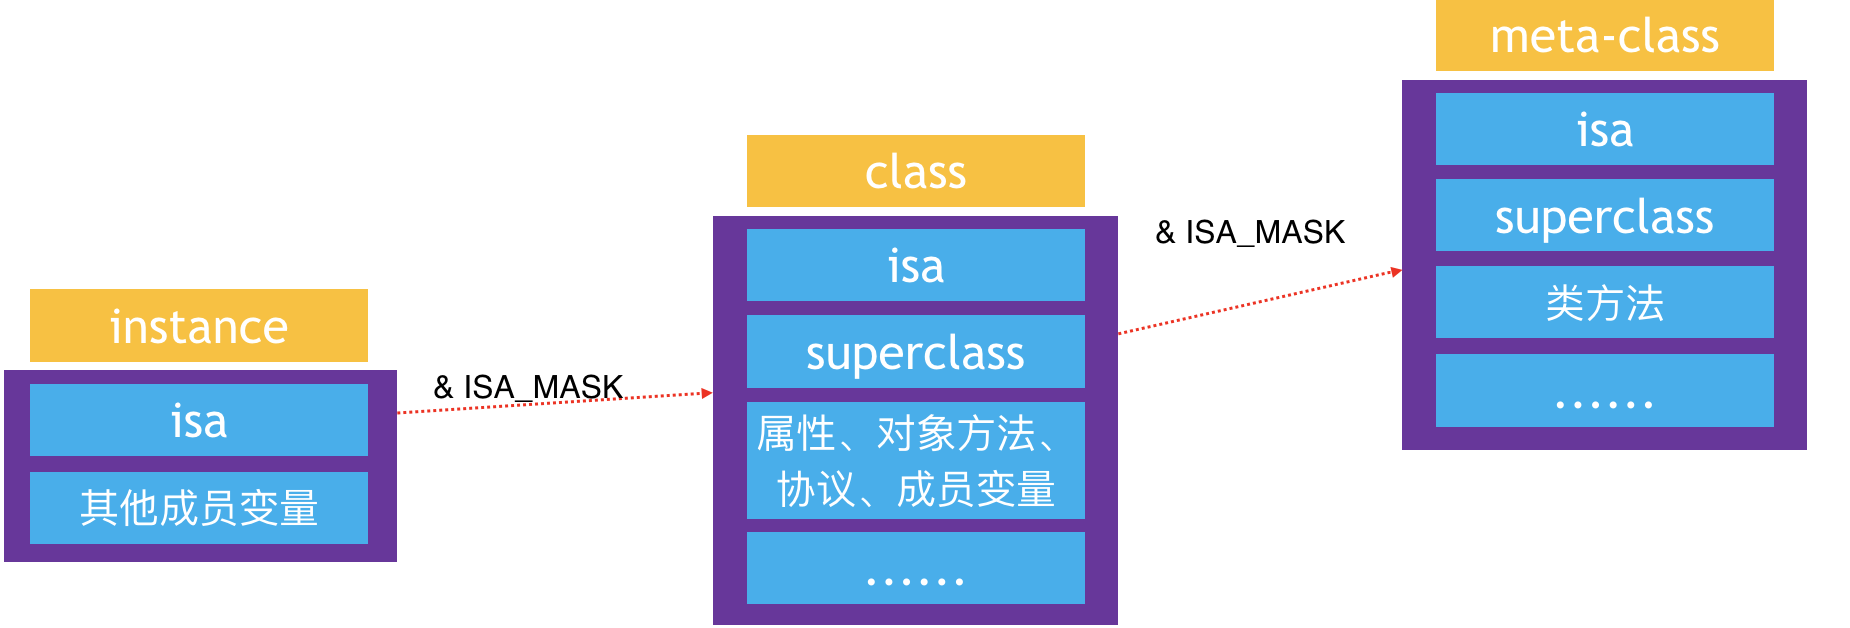 instance
isa
其他成员变量
& ISA_MASK
class
isa
superclass
属性、对象方法、
协议、成员变量
......
& ISA_MASK
meta-class
isa
superclass
类方法
......